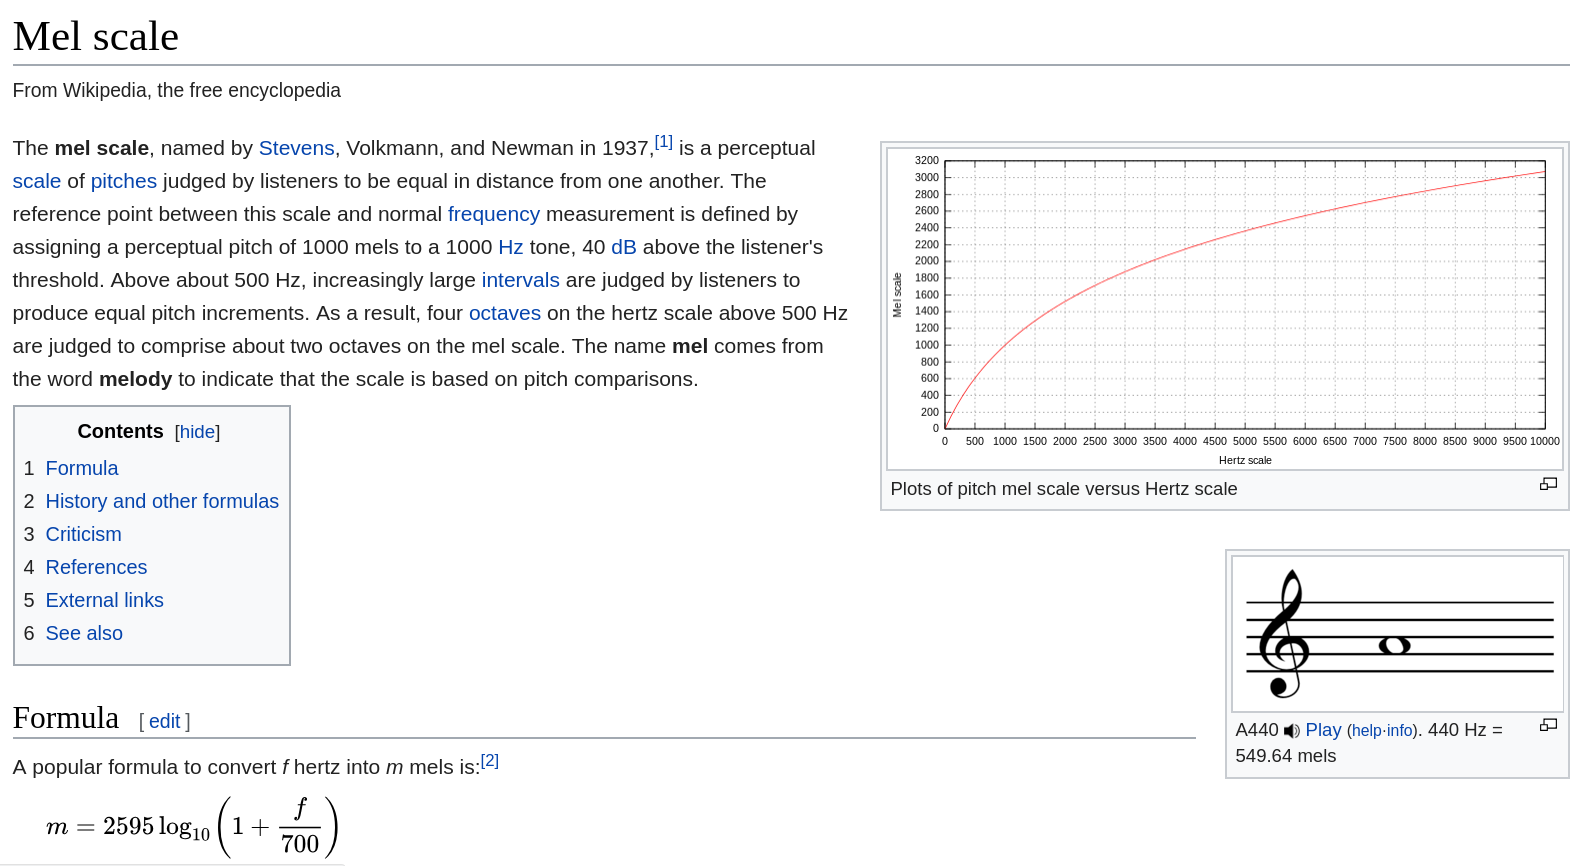 Mel scale
From Wikipedia, the free encyclopedia
The mel scale, named by Stevens, Volkmann, and Newman in 1937,[1] is a perceptual
scale of pitches judged by listeners to be equal in distance from one another. The
reference point between this scale and normal frequency measurement is defined by
assigning a perceptual pitch of 1000 mels to a 1000 Hz tone, 40 dB above the listener's
threshold. Above about 500 Hz, increasingly large intervals are judged by listeners to
produce equal pitch increments. As a result, four octaves on the hertz scale above 500 Hz
are judged to comprise about two octaves on the mel scale. The name mel comes from
the word melody to indicate that the scale is based on pitch comparisons.
3200
3000
2800
2600
2400
2200
2000
1800
1600
1400
1200
1000
800
600
400
200
0
Mel scale
0 500 1000 1500 2000 2500 3000 3500 4000 4500 5000 5500 6000 6500 7000 7500 8000 8500 9000 9500 10000
Hertz scale
Plots of pitch mel scale versus Hertz scale
Contents [hide]
1 Formula
2 History and other formulas
3 Criticism
4 References
5 External links
6 See also
A440 Play (help·info). 440 Hz =
549.64 mels
Formula [ edit ]
A popular formula to convert f hertz into m mels is:[2]
m = 2595 log₁₀(1 + f/700)